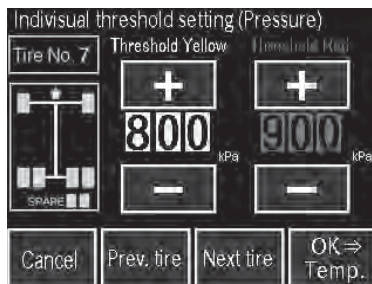 Indivisual threshold setting(Pressure)
Tire No. 7
Threshold Yellow
Threshold Red
800
900
kPa
kPa
SPARE
Cancel
Prev. tire
Next tire
OK⇒
Temp.